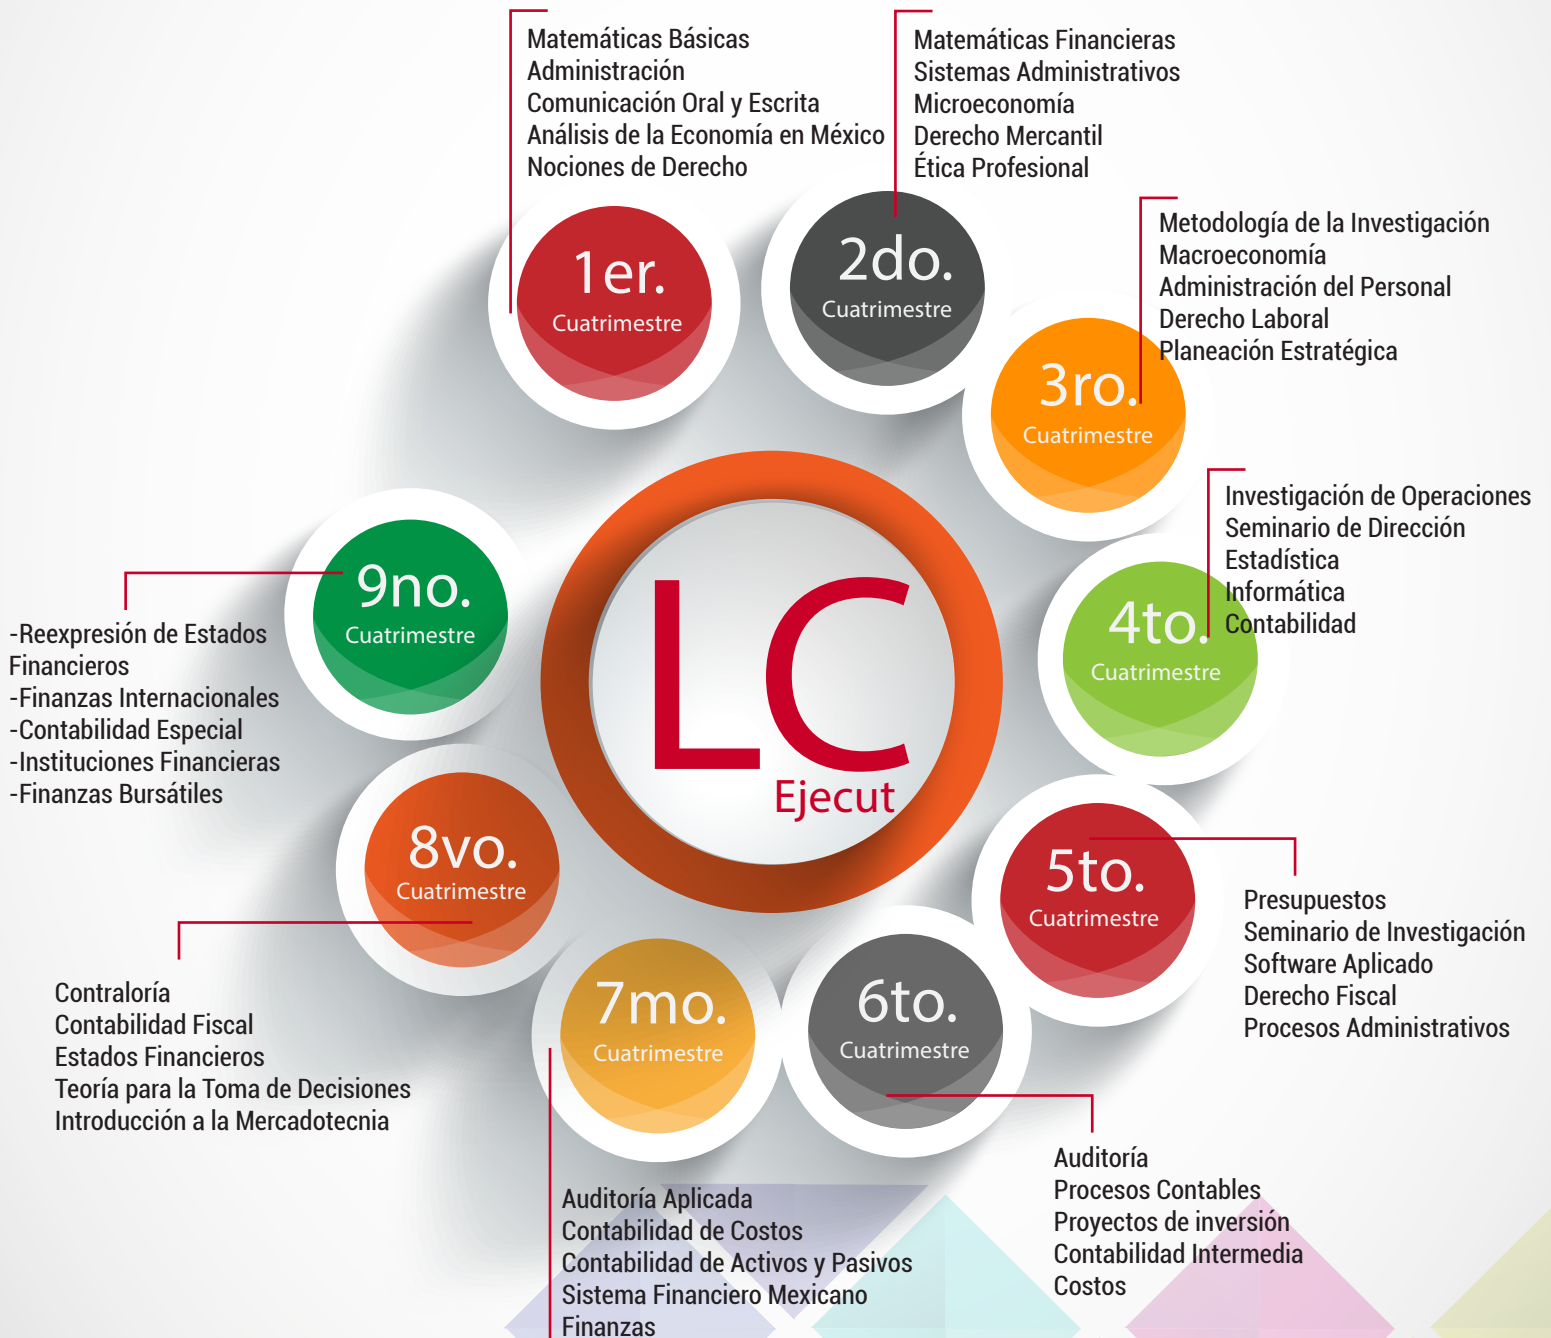 Matemáticas Básicas
Administración
Comunicación Oral y Escrita
Análisis de la Economía en México
Nociones de Derecho
1er.
Cuatrimestre
Matemáticas Financieras
Sistemas Administrativos
Microeconomía
Derecho Mercantil
Ética Profesional
2do.
Cuatrimestre
Metodología de la Investigación
Macroeconomía
Administración del Personal
Derecho Laboral
Planeación Estratégica
3ro.
Cuatrimestre
Investigación de Operaciones
Seminario de Dirección
Estadística
Informática
Contabilidad
4to.
Cuatrimestre
LC
Ejecut
5to.
Cuatrimestre
Presupuestos
Seminario de Investigación
Software Aplicado
Derecho Fiscal
Procesos Administrativos
6to.
Cuatrimestre
Auditoría
Procesos Contables
Proyectos de inversión
Contabilidad Intermedia
Costos
7mo.
Cuatrimestre
Auditoría Aplicada
Contabilidad de Costos
Contabilidad de Activos y Pasivos
Sistema Financiero Mexicano
Finanzas
8vo.
Cuatrimestre
Contraloría
Contabilidad Fiscal
Estados Financieros
Teoría para la Toma de Decisiones
Introducción a la Mercadotecnia
9no.
Cuatrimestre
-Reexpresión de Estados
Financieros
-Finanzas Internacionales
-Contabilidad Especial
-Instituciones Financieras
-Finanzas Bursátiles